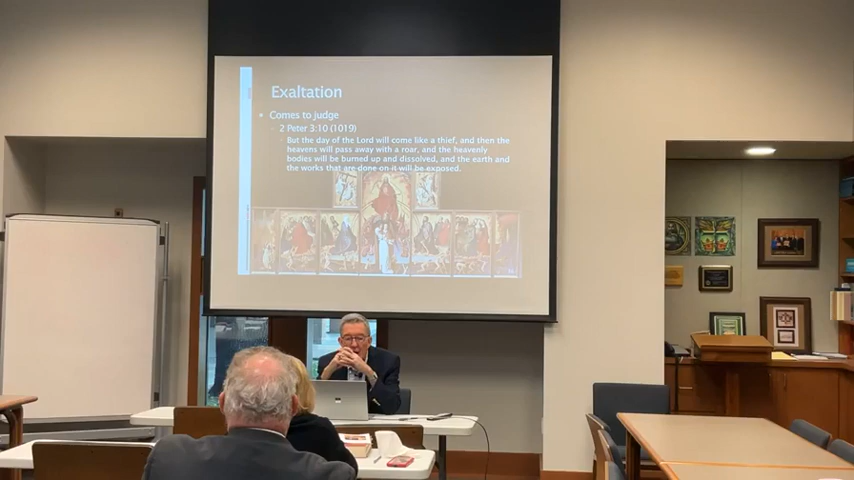 Exaltation
Comes to judge
2 Peter 3:10 (1019)
But the day of the Lord will come like a thief, and then the
heavens will pass away with a roar, and the heavenly
bodies will be burned up and dissolved, and the earth and
the works that are done on it will be exposed.